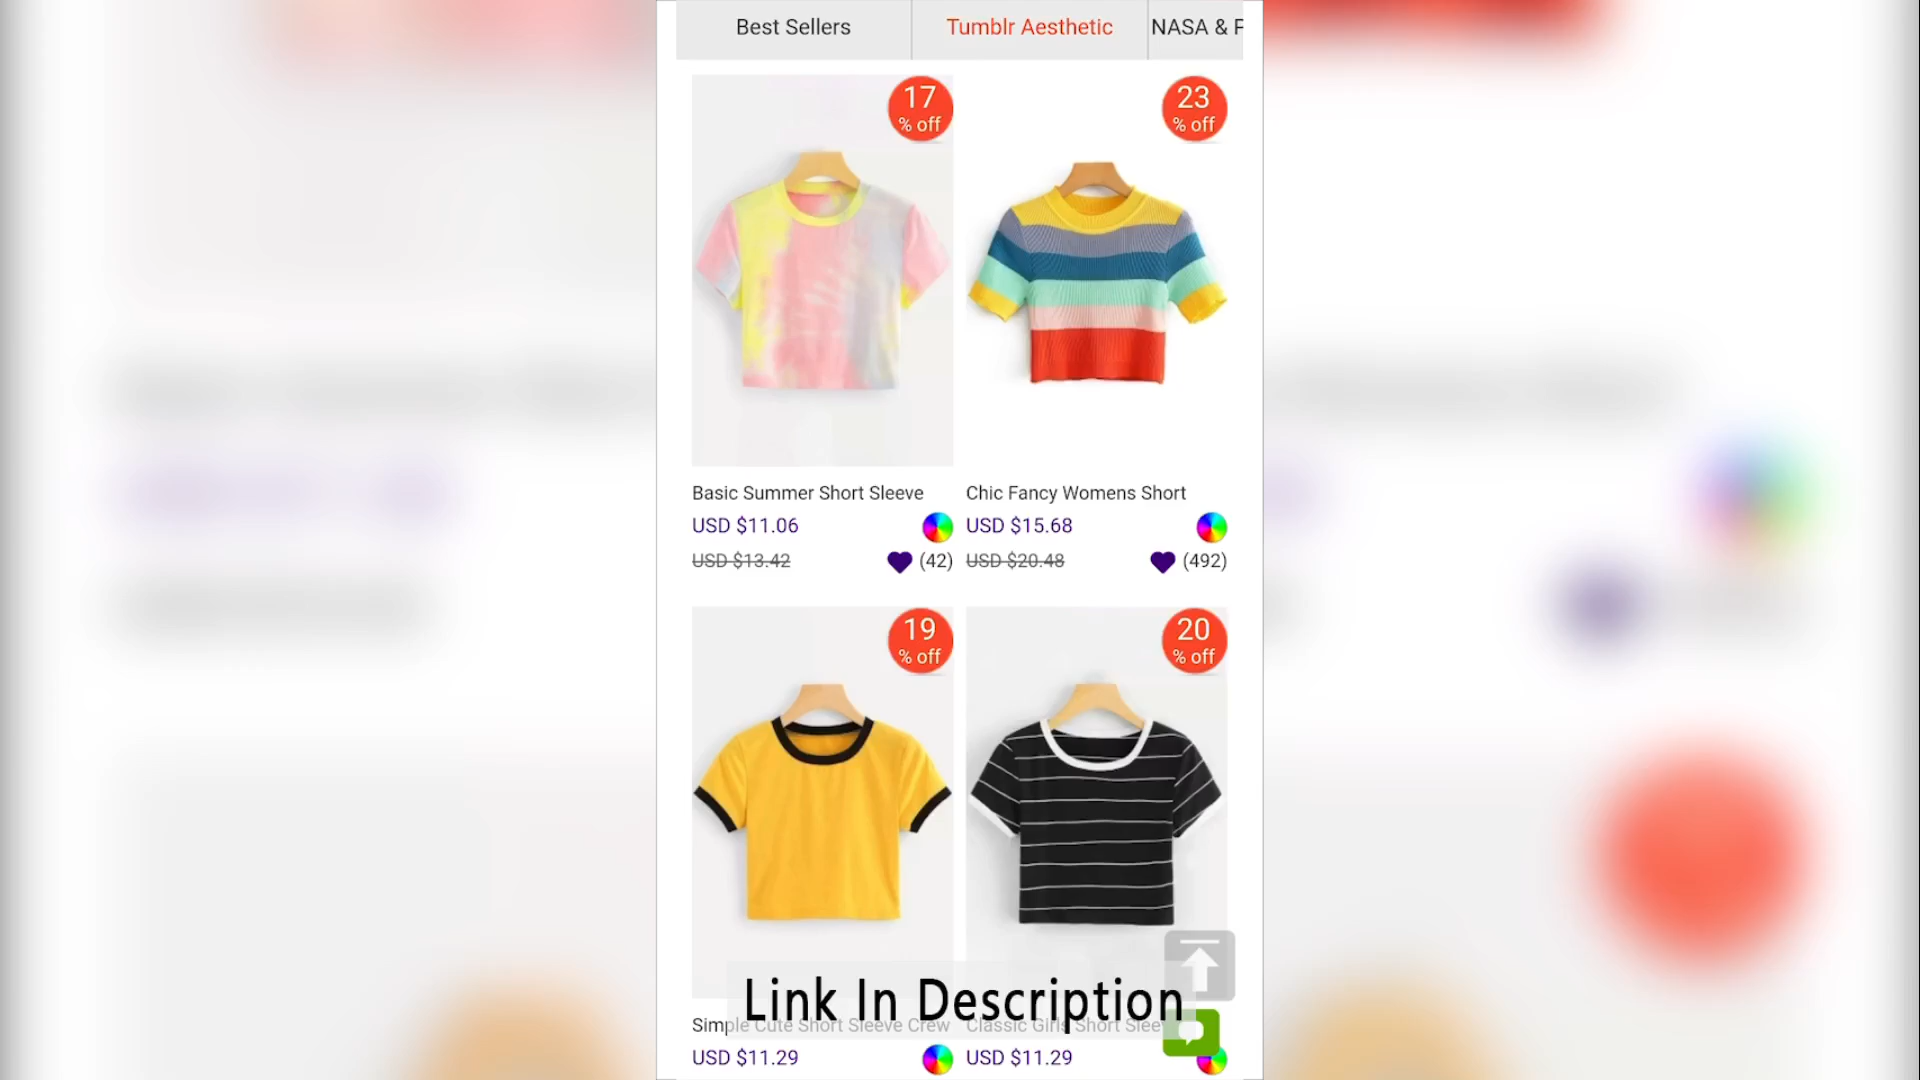 Best Sellers
Tumblr Aesthetic
NASA &
17
% off
23
% off
Basic Summer Short Sleeve
USD $11.06
USD $13.42
(42)
Chic Fancy Womens Short
USD $15.68
USD $20.48
(492)
19
% off
20
% off
Link In Description
Simple Cute Short Sleeve Crew
USD $11.29
Classic Girls Short
USD $11.29